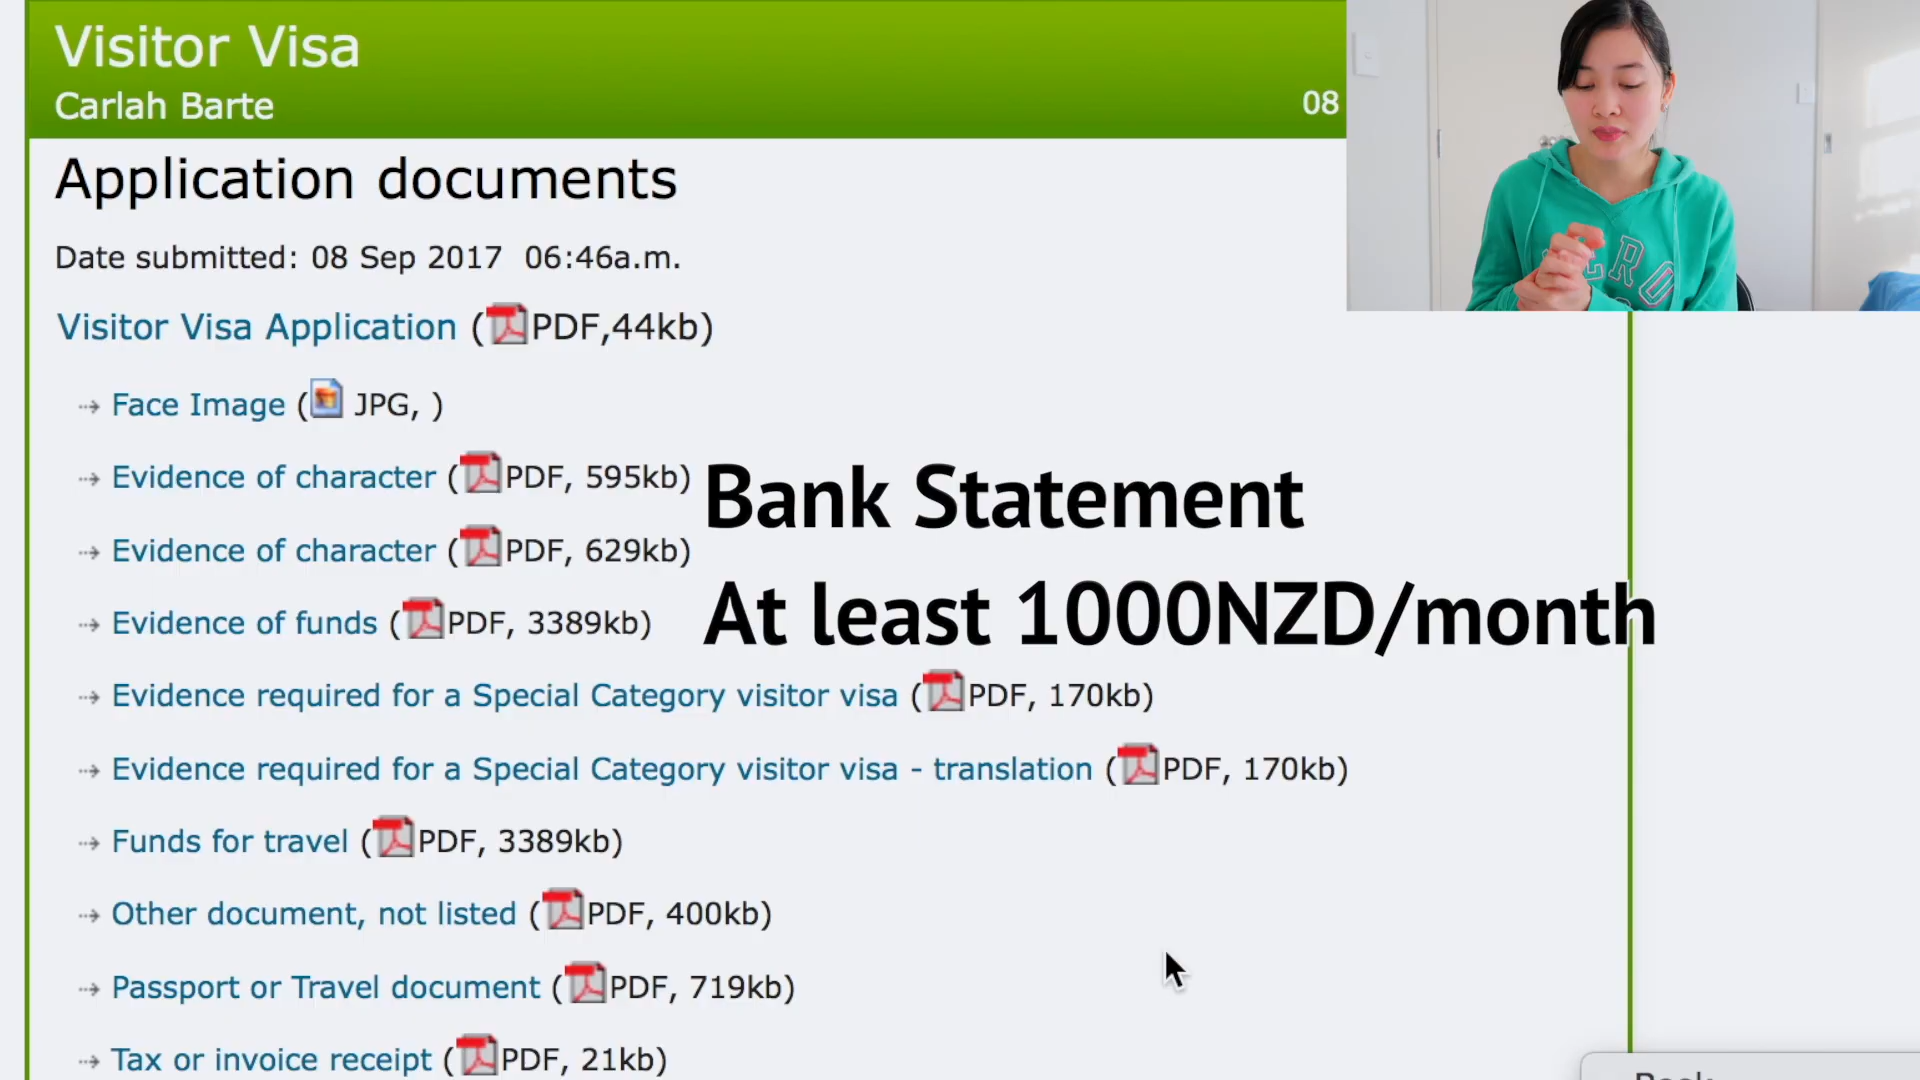 Visitor Visa
Carlah Barte
08
Application documents
Date submitted: 08 Sep 2017 06:46a.m.
Visitor Visa Application (PDF,44kb)
Face Image (JPG, )
Evidence of character (PDF, 595kb)
Evidence of character (PDF, 629kb)
Bank Statement
Evidence of funds (PDF, 3389kb)
At least 1000NZD/month
Evidence required for a Special Category visitor visa (PDF, 170kb)
Evidence required for a Special Category visitor visa - translation (PDF, 170kb)
Funds for travel (PDF, 3389kb)
Other document, not listed (PDF, 400kb)
Passport or Travel document (PDF, 719kb)
Tax or invoice receipt (PDF, 21kb)